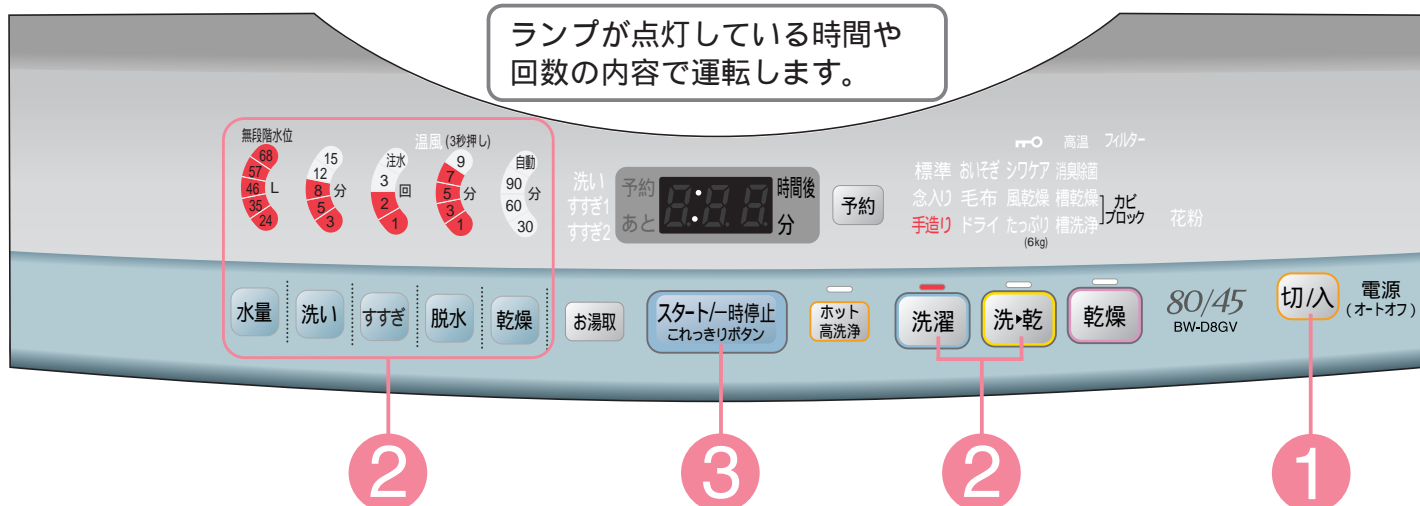 ランプが点灯している時間や
回数の内容で運転します。
無段階水位
68
57
46
35
24
L
15
12
8
5
3
分
注水
3
2
1
回
温風(3秒押し)
9
7
5
3
1
分
自動
90
60
30
分
洗い
すすぎ1
すすぎ2
予約
あと
8:88
時間後
分
予約
高温 フィルター
標準 おいそぎ シワケア 消臭除菌
念入り 毛布 風乾燥 槽乾燥
手造り ドライ たっぷり 槽洗浄
(6kg)
カビ
ブロック
花粉
水量
洗い
すすぎ
脱水
乾燥
お湯取
スタート/一時停止
これっきりボタン
ホット
高洗浄
洗濯
洗▸乾
乾燥
80/45
BW-D8GV
切/入
電源
(オートオフ)
2
3
2
1